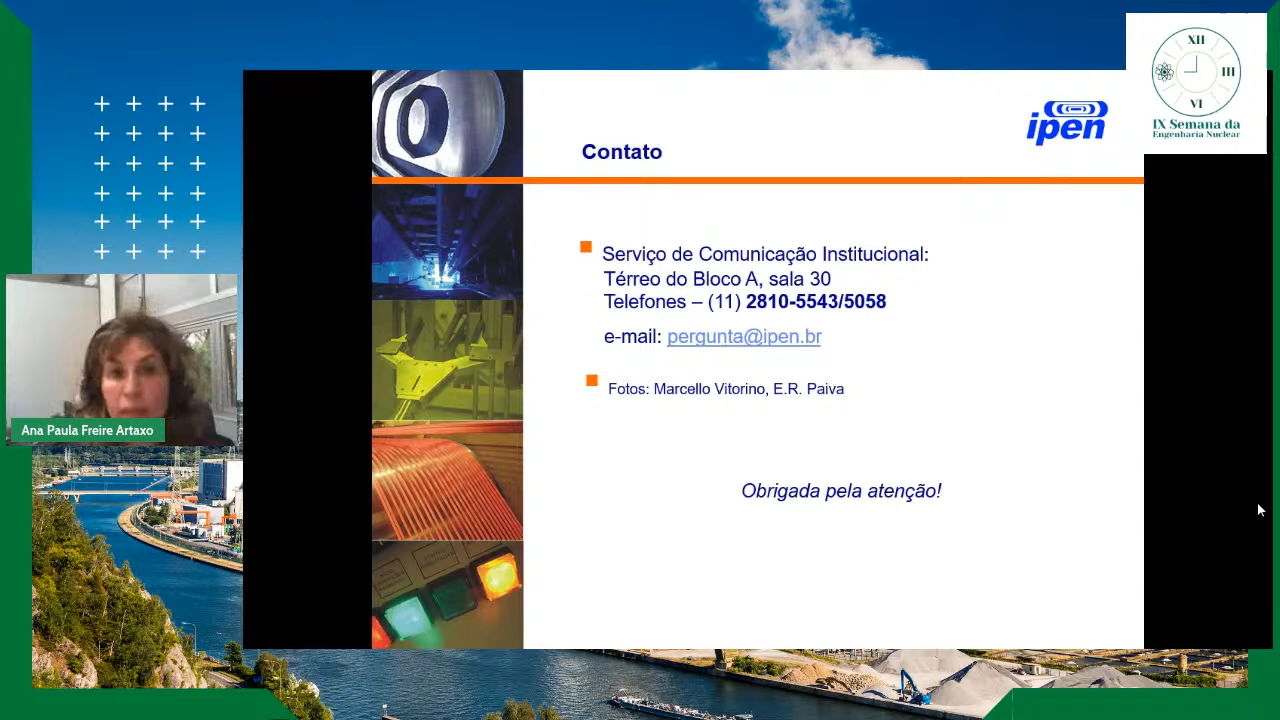 XII
III
VI
IX Semana da
Engenharia Nuclear
ipen
Contato
Serviço de Comunicação Institucional:
Térreo do Bloco A, sala 30
Telefones – (11) 2810-5543/5058
e-mail: pergunta@ipen.br
Fotos: Marcello Vitorino, E.R. Paiva
Obrigada pela atenção!
Ana Paula Freire Artaxo